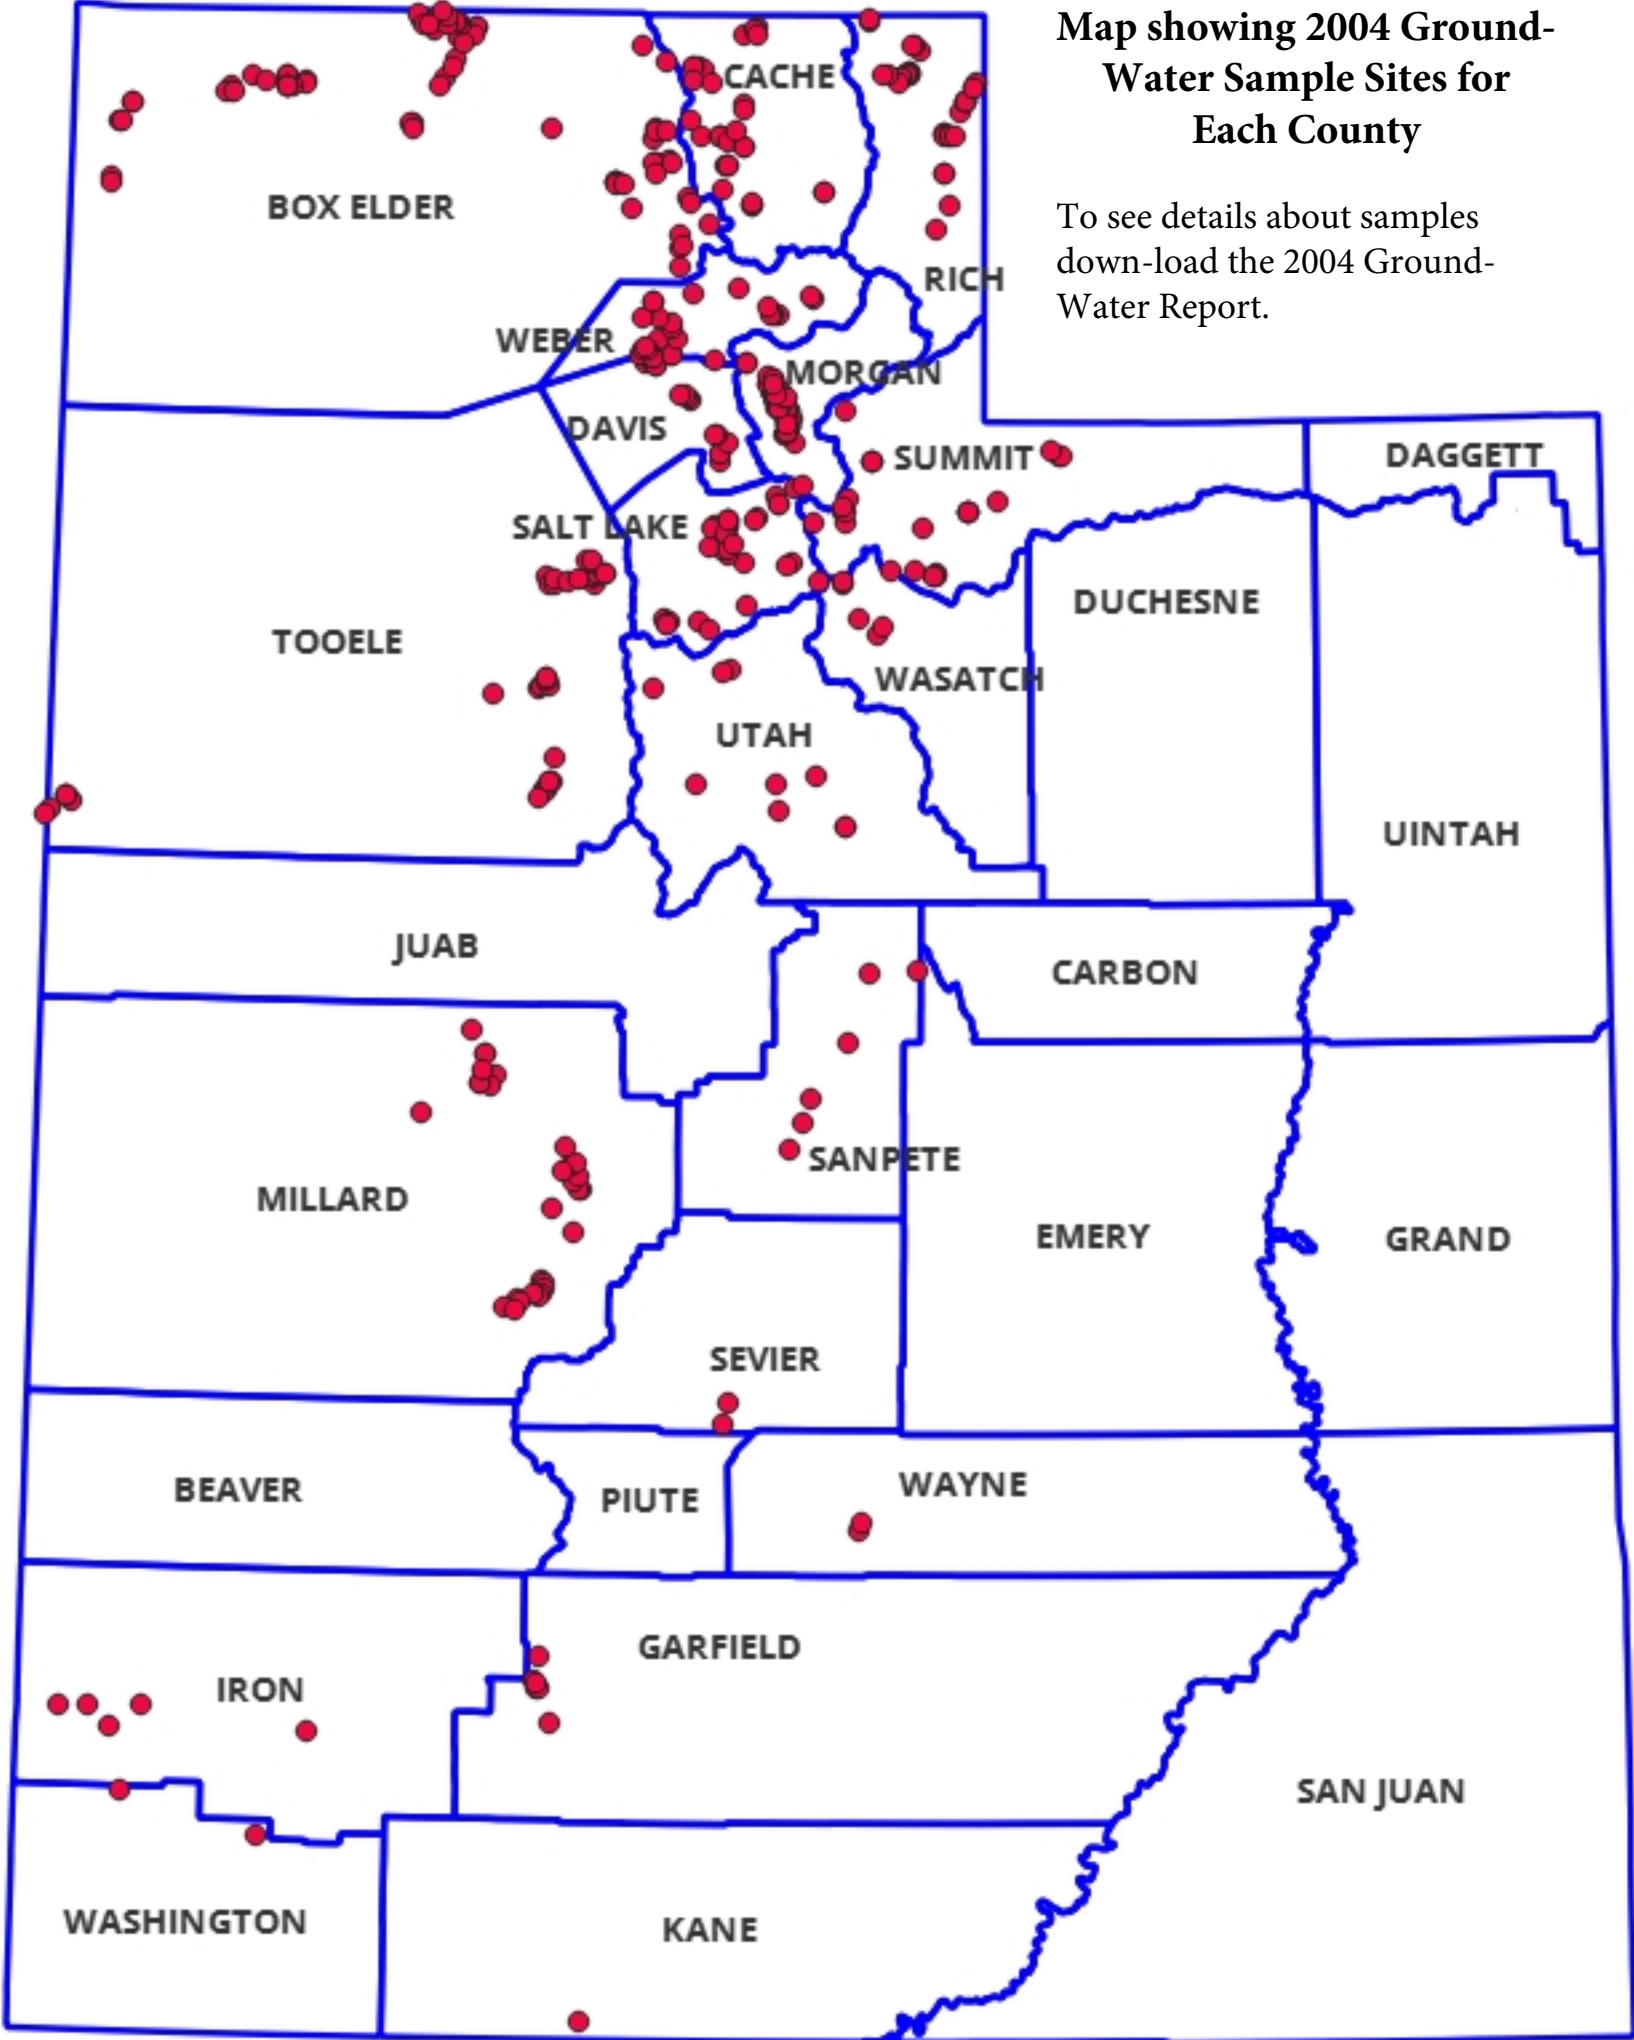 Map showing 2004 Ground-
Water Sample Sites for
Each County
To see details about samples
down-load the 2004 Ground-
Water Report.
CACHE
BOX ELDER
RICH
WEBER
MORGAN
DAVIS
SUMMIT
DAGGETT
SALT LAKE
DUCHESNE
TOOELE
WASATCH
UTAH
UINTAH
JUAB
CARBON
SANPETE
MILLARD
EMERY
GRAND
SEVIER
BEAVER
PIUTE
WAYNE
GARFIELD
IRON
SAN JUAN
WASHINGTON
KANE